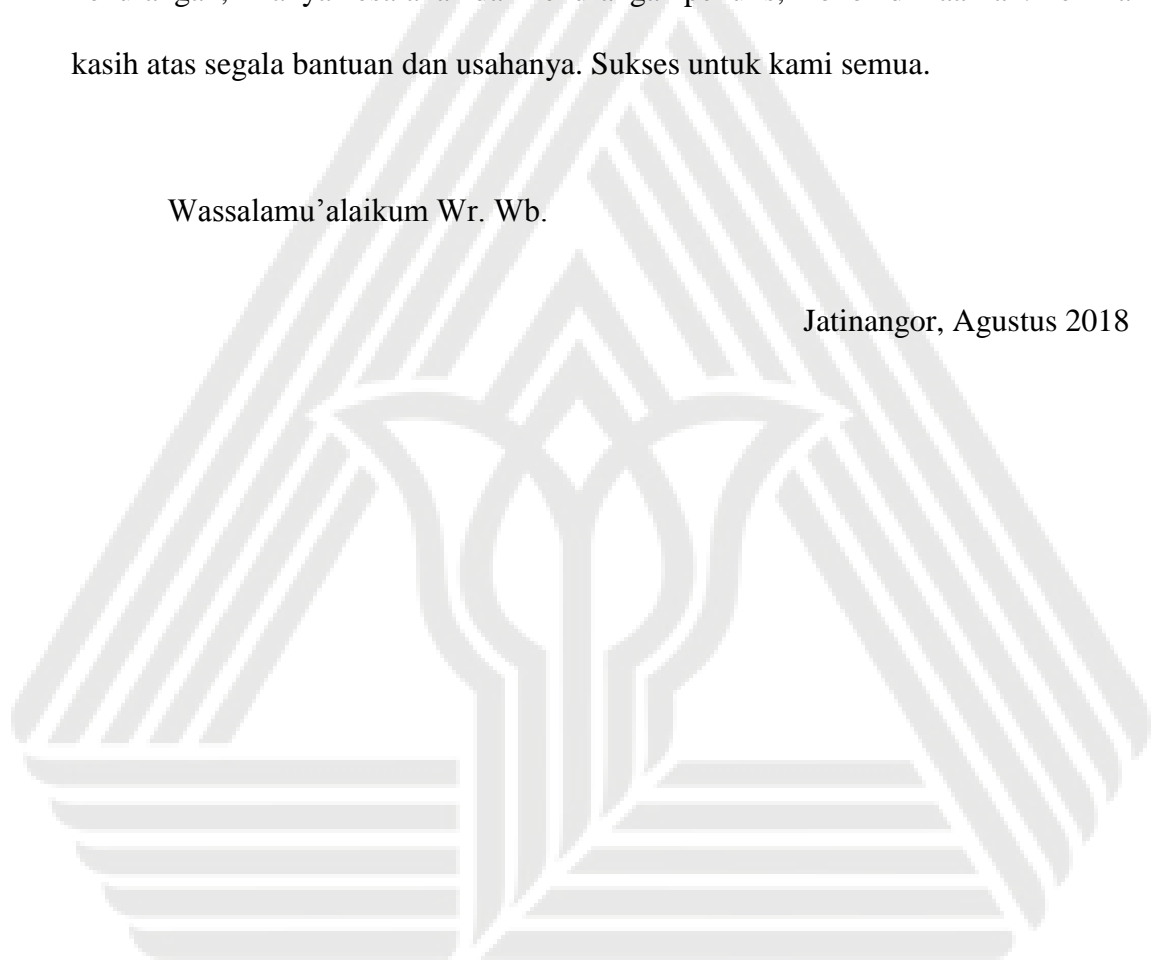 kasih atas segala bantuan dan usahanya. Sukses untuk kami semua.
Wassalamu’alaikum Wr. Wb.
Jatinangor, Agustus 2018